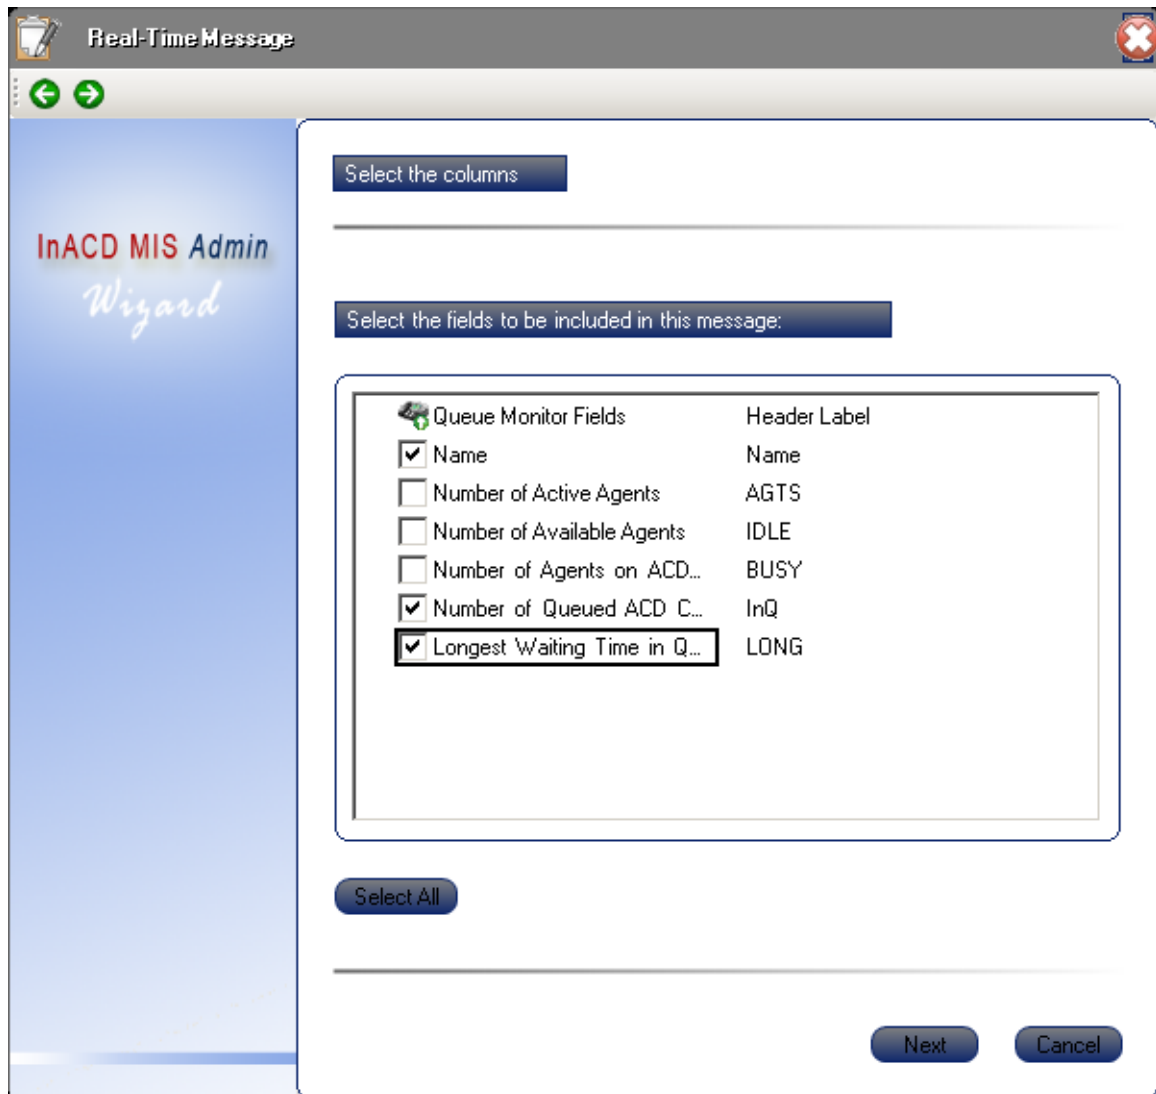 Real-Time Message
InACD MIS Admin
Wizard
Select the columns
Select the fields to be included in this message:
Queue Monitor Fields Header Label
Name Name
Number of Active Agents AGTS
Number of Available Agents IDLE
Number of Agents on ACD... BUSY
Number of Queued ACD C... InQ
Longest Waiting Time in Q... LONG
Select All
Next Cancel